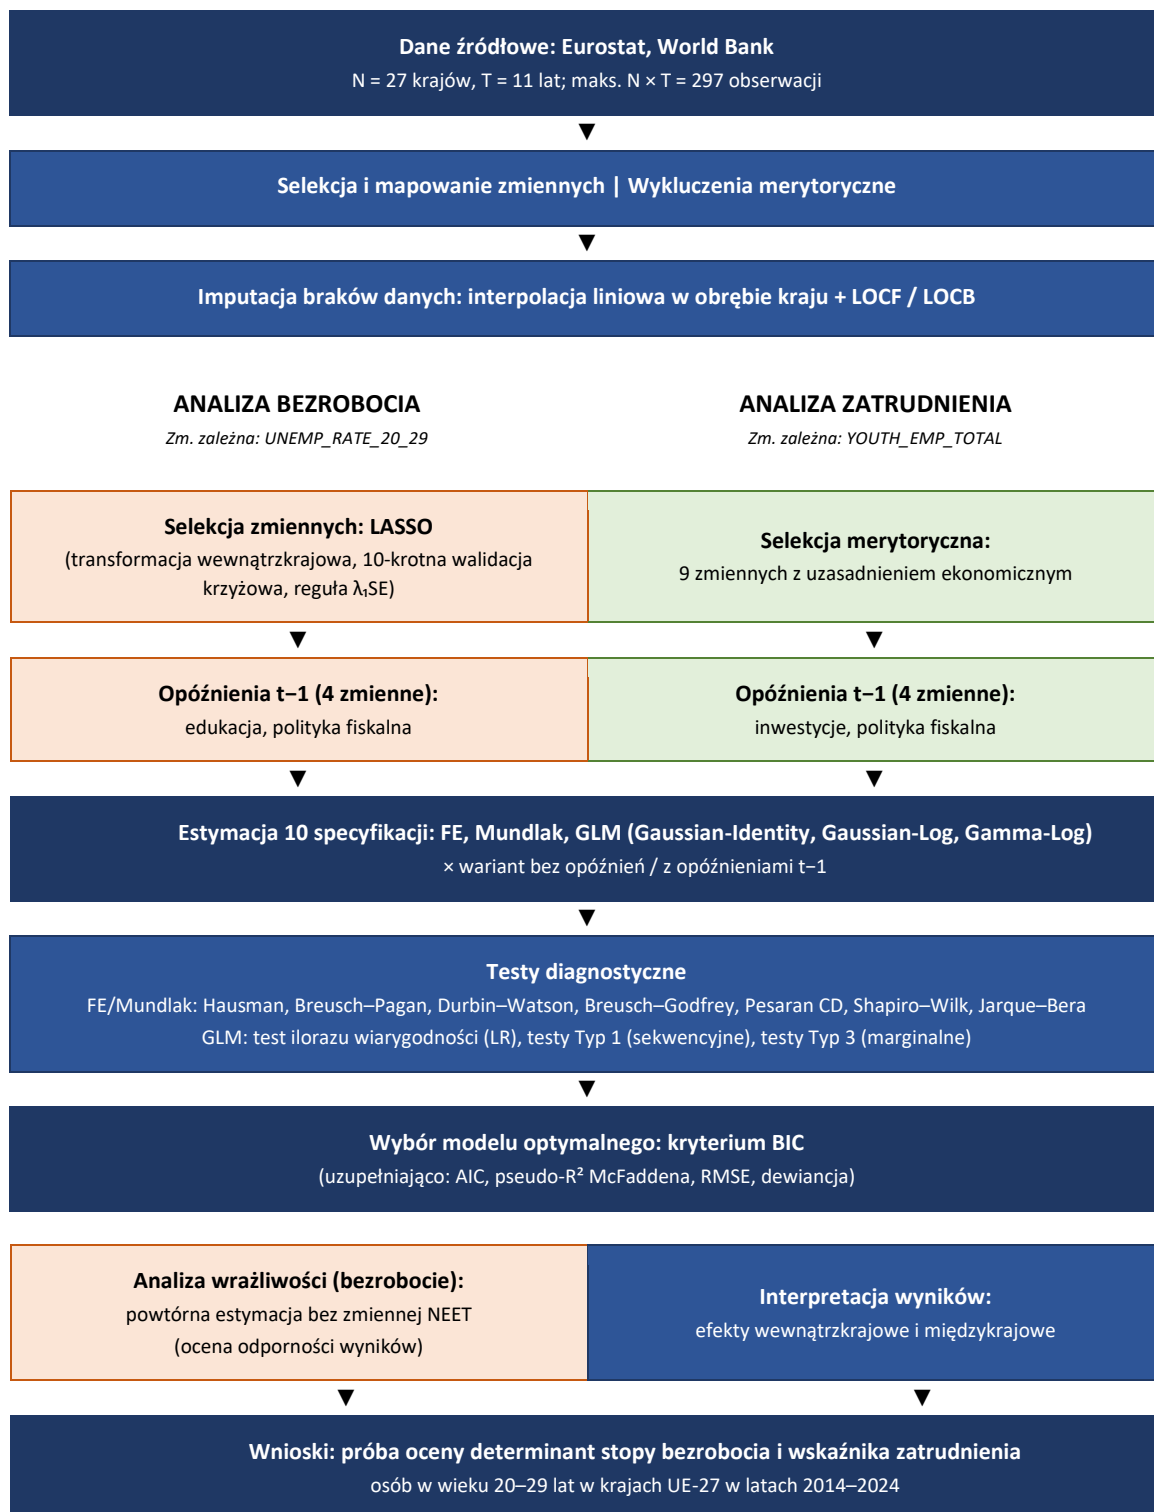 Dane źródłowe: Eurostat, World Bank
N = 27 krajów, T = 11 lat; maks. N × T = 297 obserwacji
▼
Selekcja i mapowanie zmiennych | Wykluczenia merytoryczne
▼
Imputacja braków danych: interpolacja liniowa w obrębie kraju + LOCF / LOCB
ANALIZA BEZROBOCIA
Zm. zależna: UNEMP_RATE_20_29
ANALIZA ZATRUDNIENIA
Zm. zależna: YOUTH_EMP_TOTAL
Selekcja zmiennych: LASSO
(transformacja wewnątrzkrajowa, 10-krotna walidacja
krzyżowa, reguła λ₁SE)
Selekcja merytoryczna:
9 zmiennych z uzasadnieniem ekonomicznym
▼
▼
Opóźnienia t−1 (4 zmienne):
edukacja, polityka fiskalna
Opóźnienia t−1 (4 zmienne):
inwestycje, polityka fiskalna
▼
▼
Estymacja 10 specyfikacji: FE, Mundlak, GLM (Gaussian-Identity, Gaussian-Log, Gamma-Log)
× wariant bez opóźnień / z opóźnieniami t−1
▼
Testy diagnostyczne
FE/Mundlak: Hausman, Breusch–Pagan, Durbin–Watson, Breusch–Godfrey, Pesaran CD, Shapiro–Wilk, Jarque–Bera
GLM: test ilorazu wiarygodności (LR), testy Typ 1 (sekwencyjne), testy Typ 3 (marginalne)
▼
Wybór modelu optymalnego: kryterium BIC
(uzupełniająco: AIC, pseudo-R² McFaddena, RMSE, dewiancja)
Analiza wrażliwości (bezrobocie):
powtórna estymacja bez zmiennej NEET
(ocena odporności wyników)
Interpretacja wyników:
efekty wewnątrzkrajowe i międzykrajowe
▼
▼
Wnioski: próba oceny determinant stopy bezrobocia i wskaźnika zatrudnienia
osób w wieku 20–29 lat w krajach UE-27 w latach 2014–2024